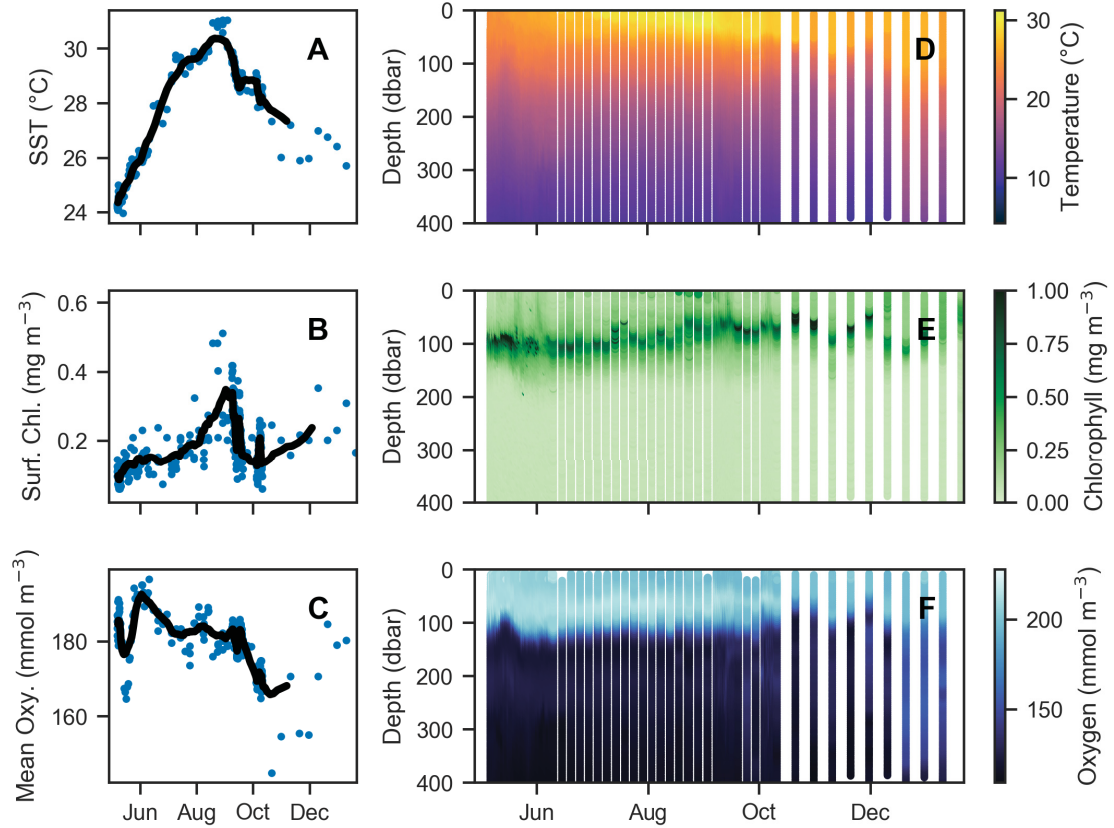 SST (°C)
30
28
26
24
A
Depth (dbar)
0
100
200
300
400
D
30
20
10
Temperature (°C)
Surf. Chl. (mg m⁻³)
0.6
0.4
0.2
B
Depth (dbar)
0
100
200
300
400
E
1.00
0.75
0.50
0.25
0.00
Chlorophyll (mg m⁻³)
Mean Oxy. (mmol m⁻³)
180
160
C
Jun Aug Oct Dec
Depth (dbar)
0
100
200
300
400
F
Jun Aug Oct Dec
200
150
Oxygen (mmol m⁻³)